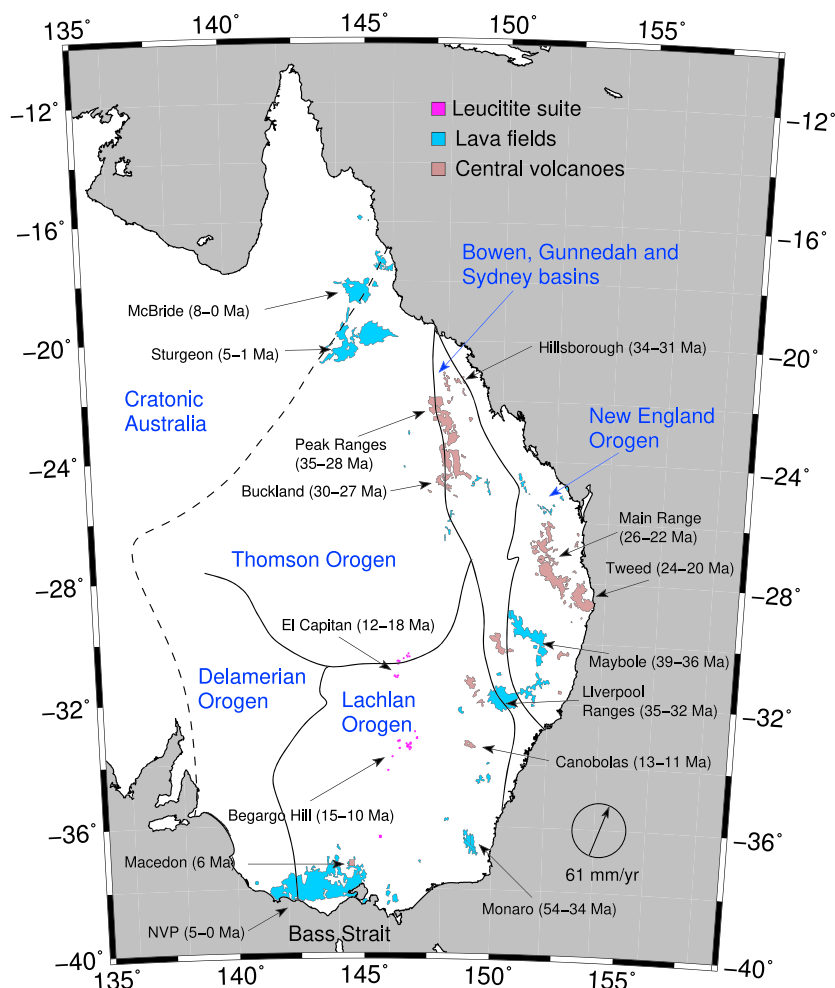 135˚
140˚
145˚
150˚
155˚
−12˚
−12˚
Leucitite suite
Lava fields
Central volcanoes
−16˚
−16˚
Bowen, Gunnedah and
Sydney basins
McBride (8−0 Ma)
−20˚
−20˚
Sturgeon (5−1 Ma)
Hillsborough (34−31 Ma)
Cratonic
Australia
New England
Orogen
Peak Ranges
(35−28 Ma)
−24˚
−24˚
Buckland (30−27 Ma)
Main Range
(26−22 Ma)
Thomson Orogen
Tweed (24−20 Ma)
−28˚
−28˚
El Capitan (12−18 Ma)
Maybole (39−36 Ma)
Delamerian
Orogen
Lachlan
Orogen
LIverpool
Ranges (35−32 Ma)
−32˚
−32˚
Canobolas (13−11 Ma)
Begargo Hill (15−10 Ma)
−36˚
−36˚
Macedon (6 Ma)
61 mm/yr
Monaro (54−34 Ma)
NVP (5−0 Ma)
Bass Strait
−40˚
−40˚
135˚
140˚
145˚
150˚
155˚